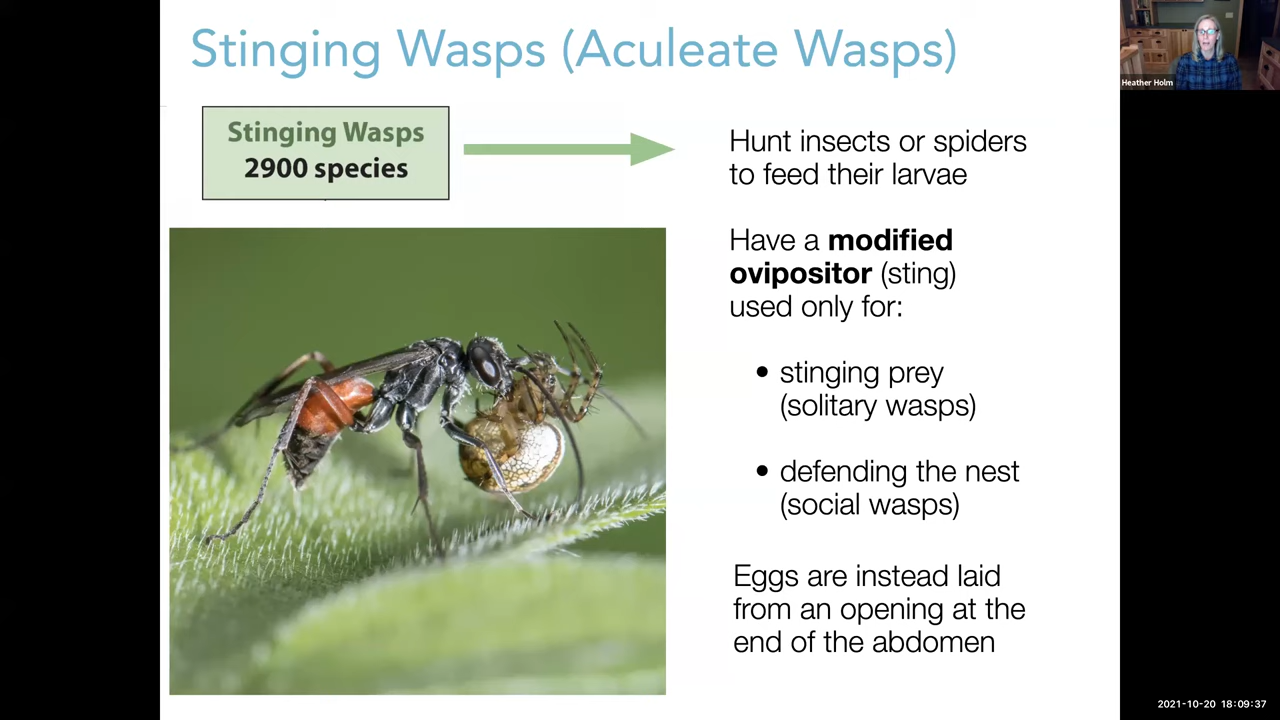 Stinging Wasps (Aculeate Wasps)
Heather Holm
Stinging Wasps
2900 species
Hunt insects or spiders
to feed their larvae
Have a modified
ovipositor (sting)
used only for:
• stinging prey
(solitary wasps)
• defending the nest
(social wasps)
Eggs are instead laid
from an opening at the
end of the abdomen
2021-10-20 18:09:37